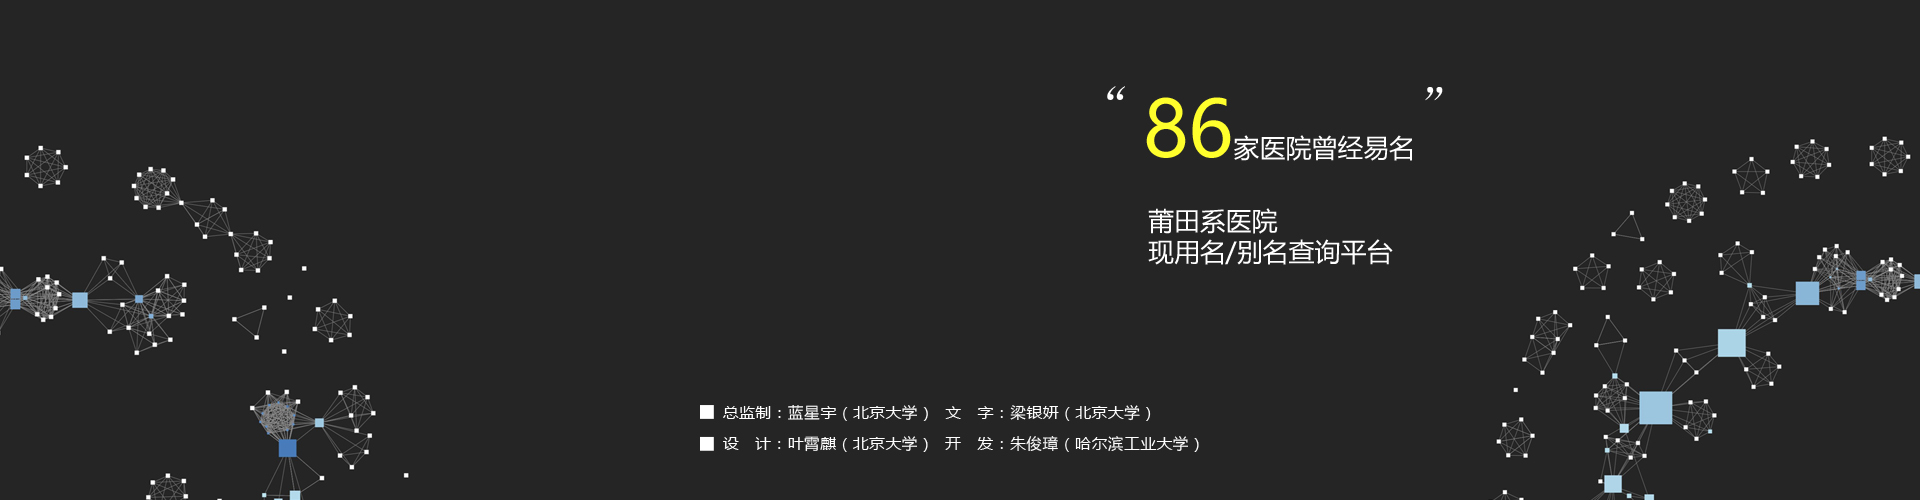 “86家医院曾经易名”
莆田系医院
现用名/别名查询平台
总监制：蓝星宇（北京大学） 文 字：梁银妍（北京大学）
设 计：叶霄麒（北京大学） 开 发：朱俊璋（哈尔滨工业大学）